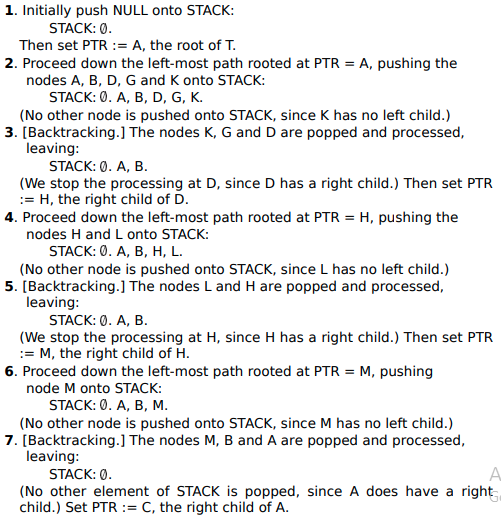 1. Initially push NULL onto STACK:
STACK: ∅.
Then set PTR := A, the root of T.
2. Proceed down the left-most path rooted at PTR = A, pushing the
nodes A, B, D, G and K onto STACK:
STACK: ∅. A, B, D, G, K.
(No other node is pushed onto STACK, since K has no left child.)
3. [Backtracking.] The nodes K, G and D are popped and processed,
leaving:
STACK: ∅. A, B.
(We stop the processing at D, since D has a right child.) Then set PTR
:= H, the right child of D.
4. Proceed down the left-most path rooted at PTR = H, pushing the
nodes H and L onto STACK:
STACK: ∅. A, B, H, L.
(No other node is pushed onto STACK, since L has no left child.)
5. [Backtracking.] The nodes L and H are popped and processed,
leaving:
STACK: ∅. A, B.
(We stop the processing at H, since H has a right child.) Then set PTR
:= M, the right child of H.
6. Proceed down the left-most path rooted at PTR = M, pushing
node M onto STACK:
STACK: ∅. A, B, M.
(No other node is pushed onto STACK, since M has no left child.)
7. [Backtracking.] The nodes M, B and A are popped and processed,
leaving:
STACK: ∅.
(No other element of STACK is popped, since A does have a right
child.) Set PTR := C, the right child of A.